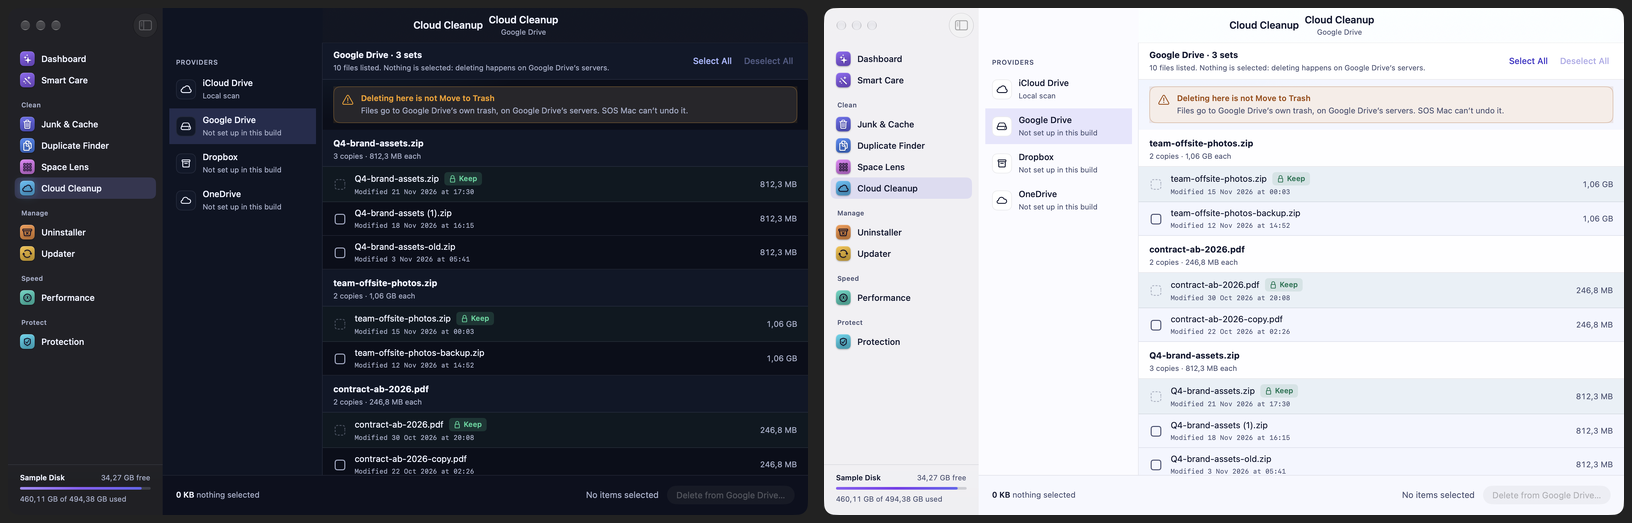 Cloud Cleanup
Cloud Cleanup
Google Drive
Dashboard
Smart Care
Clean
Junk & Cache
Duplicate Finder
Space Lens
Cloud Cleanup
Manage
Uninstaller
Updater
Speed
Performance
Protect
Protection
Sample Disk 34,27 GB free
460,11 GB of 494,38 GB used
PROVIDERS
iCloud Drive
Local scan
Google Drive
Not set up in this build
Dropbox
Not set up in this build
OneDrive
Not set up in this build
Google Drive · 3 sets
10 files listed. Nothing is selected: deleting happens on Google Drive's servers.
Select All Deselect All
Deleting here is not Move to Trash
Files go to Google Drive's own trash, on Google Drive's servers. SOS Mac can't undo it.
Q4-brand-assets.zip
3 copies · 812,3 MB each
Q4-brand-assets.zip Keep
Modified 21 Nov 2026 at 17:30
812,3 MB
Q4-brand-assets (1).zip
Modified 18 Nov 2026 at 16:15
812,3 MB
Q4-brand-assets-old.zip
Modified 3 Nov 2026 at 05:41
812,3 MB
team-offsite-photos.zip
2 copies · 1,06 GB each
team-offsite-photos.zip Keep
Modified 15 Nov 2026 at 00:03
1,06 GB
team-offsite-photos-backup.zip
Modified 12 Nov 2026 at 14:52
1,06 GB
contract-ab-2026.pdf
2 copies · 246,8 MB each
contract-ab-2026.pdf Keep
Modified 30 Oct 2026 at 20:08
246,8 MB
contract-ab-2026-copy.pdf
Modified 22 Oct 2026 at 02:26
246,8 MB
0 KB nothing selected
No items selected
Delete from Google Drive...
Cloud Cleanup
Cloud Cleanup
Google Drive
Dashboard
Smart Care
Clean
Junk & Cache
Duplicate Finder
Space Lens
Cloud Cleanup
Manage
Uninstaller
Updater
Speed
Performance
Protect
Protection
Sample Disk 34,27 GB free
460,11 GB of 494,38 GB used
PROVIDERS
iCloud Drive
Local scan
Google Drive
Not set up in this build
Dropbox
Not set up in this build
OneDrive
Not set up in this build
Google Drive · 3 sets
10 files listed. Nothing is selected: deleting happens on Google Drive's servers.
Select All Deselect All
Deleting here is not Move to Trash
Files go to Google Drive's own trash, on Google Drive's servers. SOS Mac can't undo it.
team-offsite-photos.zip
2 copies · 1,06 GB each
team-offsite-photos.zip Keep
Modified 15 Nov 2026 at 00:03
1,06 GB
team-offsite-photos-backup.zip
Modified 12 Nov 2026 at 14:52
1,06 GB
contract-ab-2026.pdf
2 copies · 246,8 MB each
contract-ab-2026.pdf Keep
Modified 30 Oct 2026 at 20:08
246,8 MB
contract-ab-2026-copy.pdf
Modified 22 Oct 2026 at 02:26
246,8 MB
Q4-brand-assets.zip
3 copies · 812,3 MB each
Q4-brand-assets.zip Keep
Modified 21 Nov 2026 at 17:30
812,3 MB
Q4-brand-assets (1).zip
Modified 18 Nov 2026 at 16:15
812,3 MB
Q4-brand-assets-old.zip
Modified 3 Nov 2026 at 05:41
812,3 MB
0 KB nothing selected
No items selected
Delete from Google Drive...